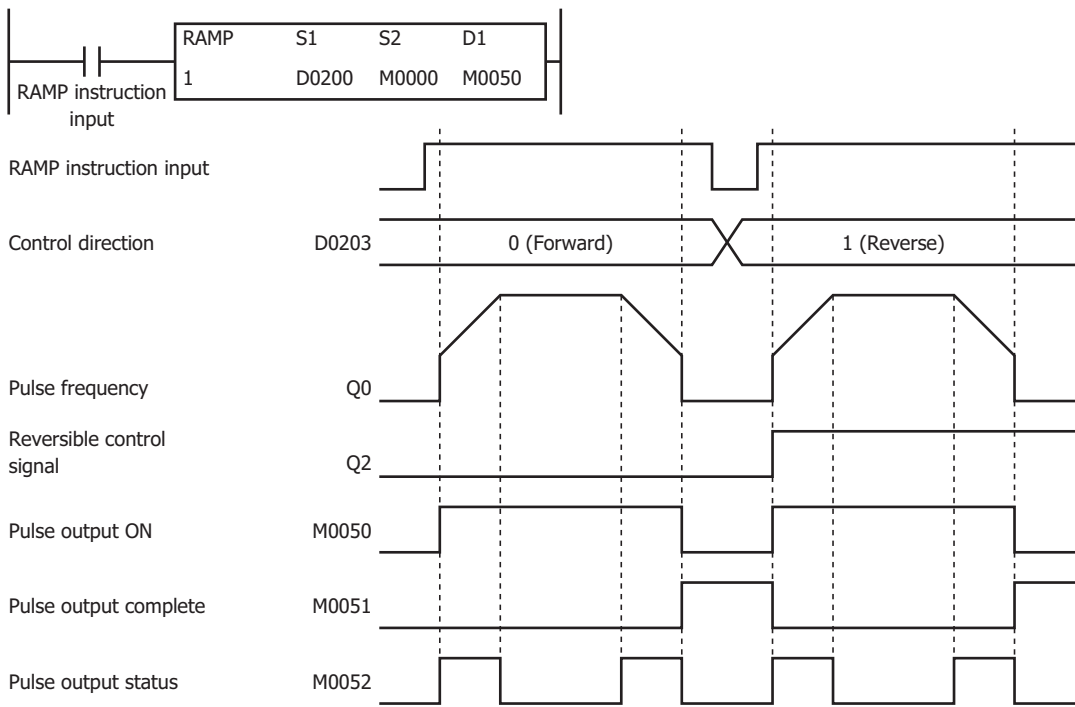 RAMP S1 S2 D1
1 D0200 M0000 M0050
RAMP instruction
input
RAMP instruction input
Control direction D0203 0 (Forward) 1 (Reverse)
Pulse frequency Q0
Reversible control
signal Q2
Pulse output ON M0050
Pulse output complete M0051
Pulse output status M0052